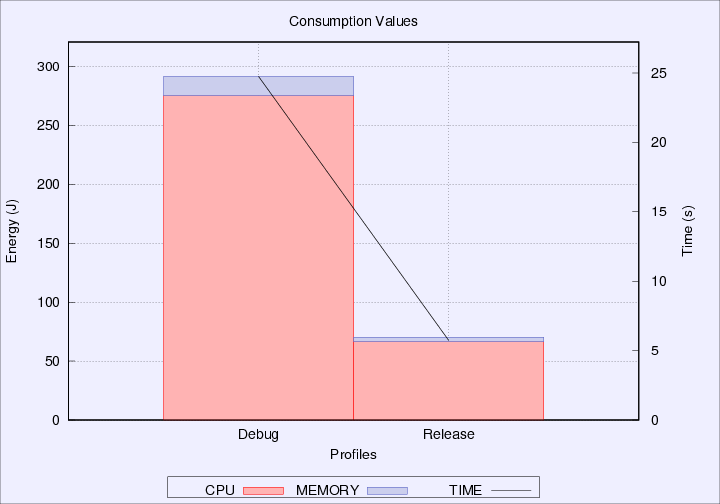 Consumption Values
300
250
200
150
100
50
0
Energy (J)
25
20
15
10
5
0
Time (s)
Debug Release
Profiles
CPU MEMORY TIME